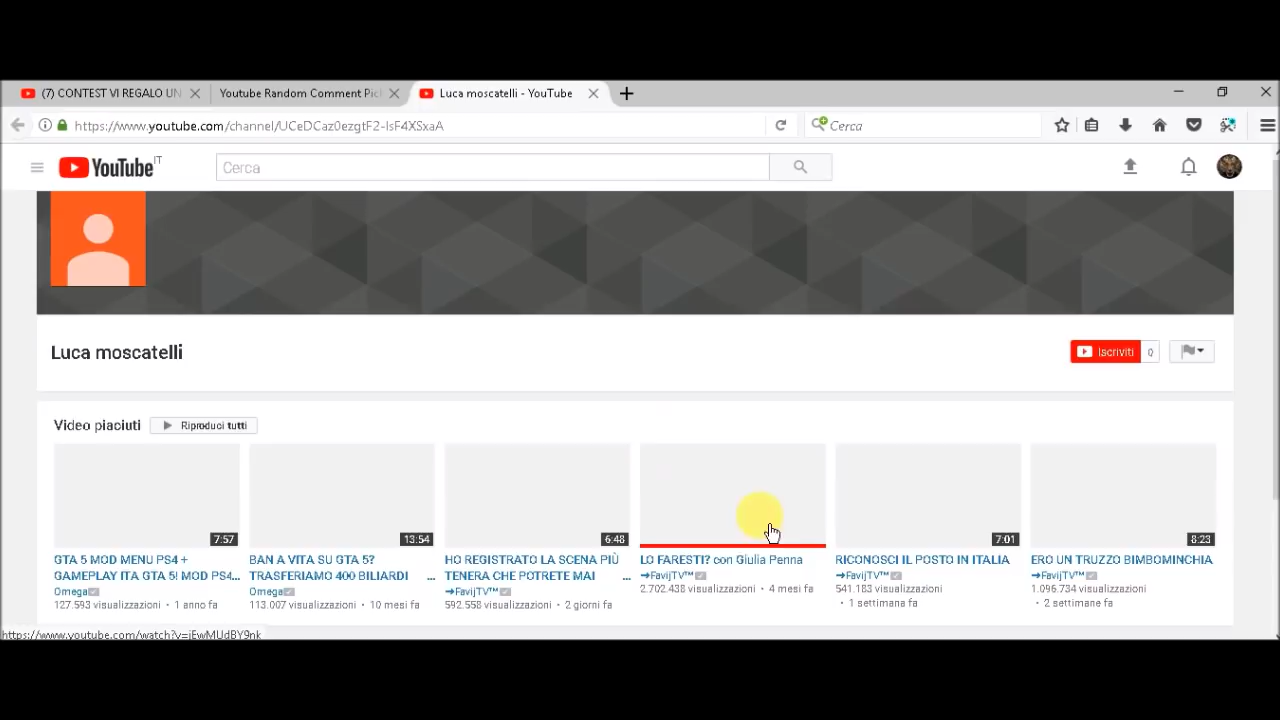 (7) CONTEST VI REGALO UN
Youtube Random Comment Pic
Luca moscatelli - YouTube
https://www.youtube.com/channel/UCeDCaz0ezgtF2-IsF4XSxaA
Cerca
YouTube IT
Cerca
Luca moscatelli
Iscriviti 0
Video piaciuti Riproduci tutti
7:57 13:54 6:48 7:01 8:23
GTA 5 MOD MENU PS4 +
GAMEPLAY ITA GTA 5! MOD PS4...
Omega
127.593 visualizzazioni • 1 anno fa
BAN A VITA SU GTA 5?
TRASFERIAMO 400 BILIARDI ...
Omega
113.007 visualizzazioni • 10 mesi fa
HO REGISTRATO LA SCENA PIÙ
TENERA CHE POTRETE MAI ...
➔FavijTV™
592.558 visualizzazioni • 2 giorni fa
LO FARESTI? con Giulia Penna
➔FavijTV™
2.702.438 visualizzazioni • 4 mesi fa
RICONOSCI IL POSTO IN ITALIA
➔FavijTV™
541.183 visualizzazioni
• 1 settimana fa
ERO UN TRUZZO BIMBOMINCHIA
➔FavijTV™
1.096.734 visualizzazioni
• 2 settimane fa
https://www.youtube.com/watch?v=jEwMUdBY9nk